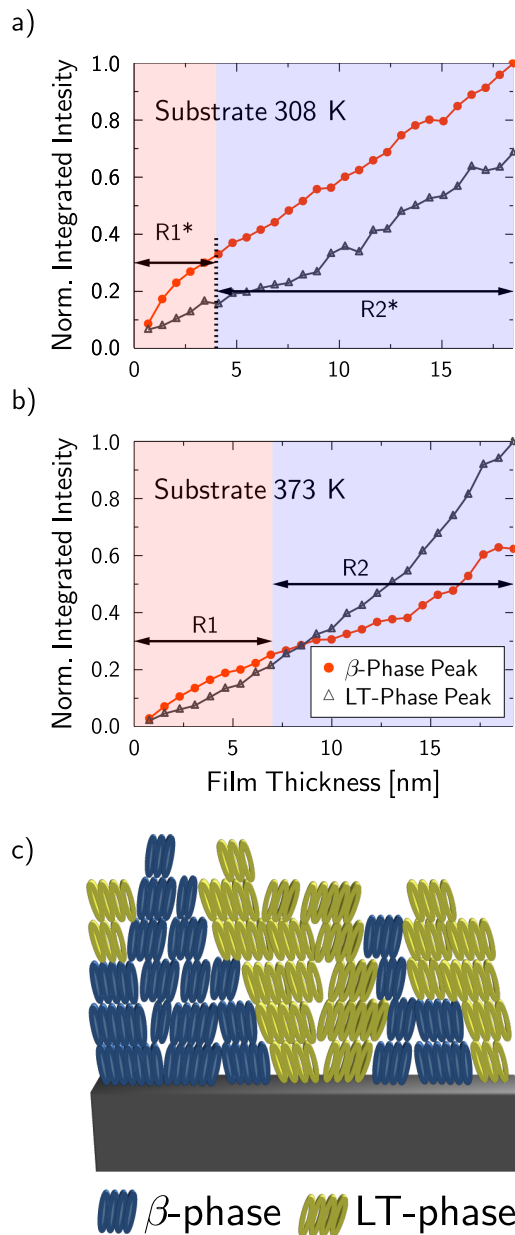 a)
Norm. Integrated Intesity
1.0
0.8
0.6
0.4
0.2
0.0
Substrate 308 K
R1*
R2*
5
10
15
b)
Norm. Integrated Intesity
1.0
0.8
0.6
0.4
0.2
0.0
Substrate 373 K
R1
R2
β-Phase Peak
LT-Phase Peak
0
5
10
15
Film Thickness [nm]
c)
β-phase
LT-phase